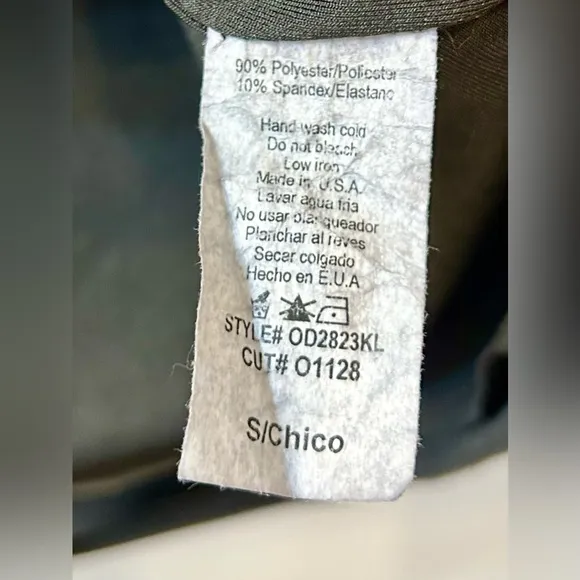 90% Polyester/Poliester
10% Spandex/Elastano
Hand wash cold
Do not bleach
Low iron
Made in U.S.A.
Lavar agua fria
No usar blanqueador
Planchar al reves
Secar colgado
Hecho en E.U.A
STYLE# OD2823KL
CUT# O1128
S/Chico